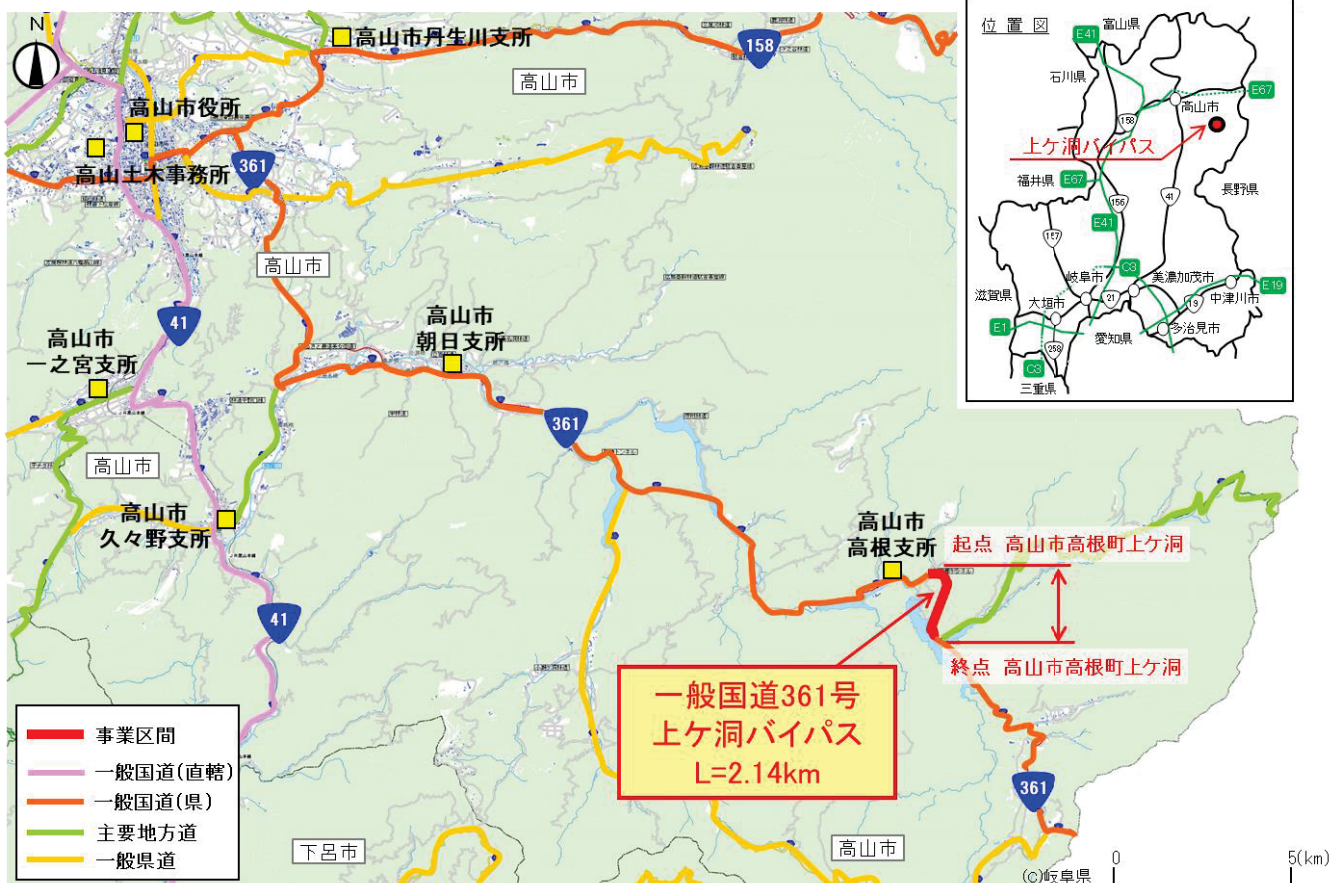 N
高山市丹生川支所
158
高山市
高山市役所
高山土木事務所
361
高山市
41
高山市
一之宮支所
高山市
朝日支所
361
高山市
高山市
久々野支所
41
高山市
高根支所
起点 高山市高根町上ケ洞
終点 高山市高根町上ケ洞
一般国道361号
上ケ洞バイパス
L=2.14km
361
下呂市
高山市
事業区間
一般国道(直轄)
一般国道(県)
主要地方道
一般県道
0
5(km)
(C)岐阜県
位置図
富山県
E41
石川県
E67
高山市
158
上ケ洞バイパス
福井県
E67
長野県
156
41
E41
157
C3
岐阜市
美濃加茂市
滋賀県
大垣市
21
19
中津川市
E19
E1
愛知県
多治見市
258
C3
三重県